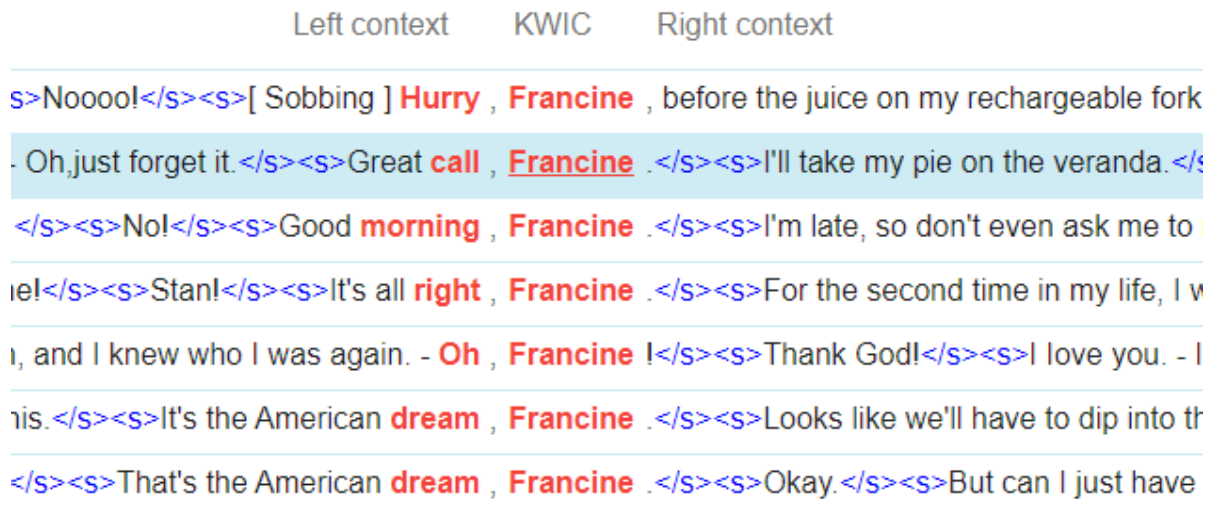 Left context KWIC Right context
s>Noooo!</s><s>[ Sobbing ] Hurry , Francine , before the juice on my rechargeable fork
- Oh,just forget it.</s><s>Great call , Francine .</s><s>I'll take my pie on the veranda.</s
</s><s>No!</s><s>Good morning , Francine .</s><s>I'm late, so don't even ask me to
ne!</s><s>Stan!</s><s>It's all right , Francine .</s><s>For the second time in my life, I w
, and I knew who I was again. - Oh , Francine !</s><s>Thank God!</s><s>I love you. - I
his.</s><s>It's the American dream , Francine .</s><s>Looks like we'll have to dip into th
</s><s>That's the American dream , Francine .</s><s>Okay.</s><s>But can I just have